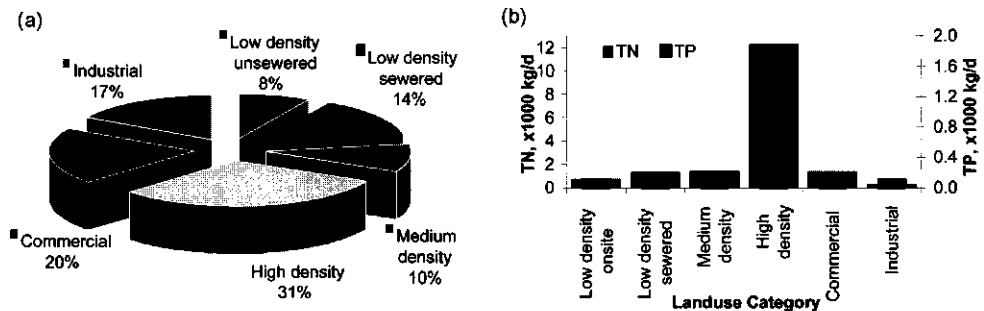 (a)
Low density
unsewered
8%
Low density
sewered
14%
Industrial
17%
Commercial
20%
High density
31%
Medium
density
10%
(b)
TN
TP
TN, x1000 kg/d
12
10
8
6
4
2
0
TP, x1000 kg/d
2.0
1.6
1.2
0.8
0.4
0.0
Low density
onsite
Low density
sewered
Medium
density
High
density
Commercial
Industrial
Landuse Category